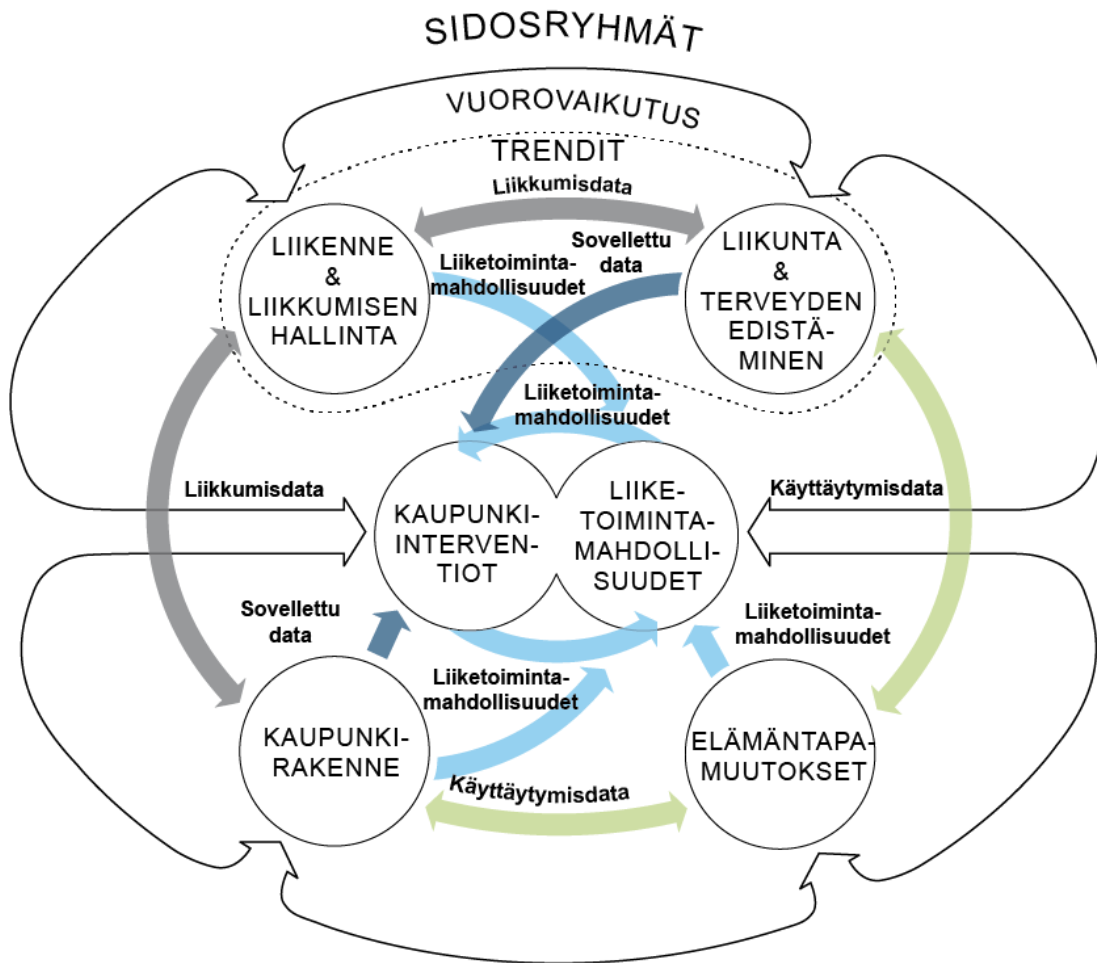 SIDOSRYHMÄT
VUOROVAIKUTUS
TRENDIT
Liikkumisdata
LIIKENNE
&
LIIKKUMISEN
HALLINTA
Liiketoiminta-
mahdollisuudet
Sovellettu
data
LIIKUNTA
&
TERVEYDEN
EDISTÄ-
MINEN
Liiketoiminta-
mahdollisuudet
Liikkumisdata
KAUPUNKI-
INTERVEN-
TIOT
LIIKE-
TOIMINTA-
MAHDOLLI-
SUUDET
Käyttäytymisdata
Sovellettu
data
Liiketoiminta-
mahdollisuudet
Liiketoiminta-
mahdollisuudet
KAUPUNKI-
RAKENNE
Käyttäytymisdata
ELÄMÄNTAPA-
MUUTOKSET